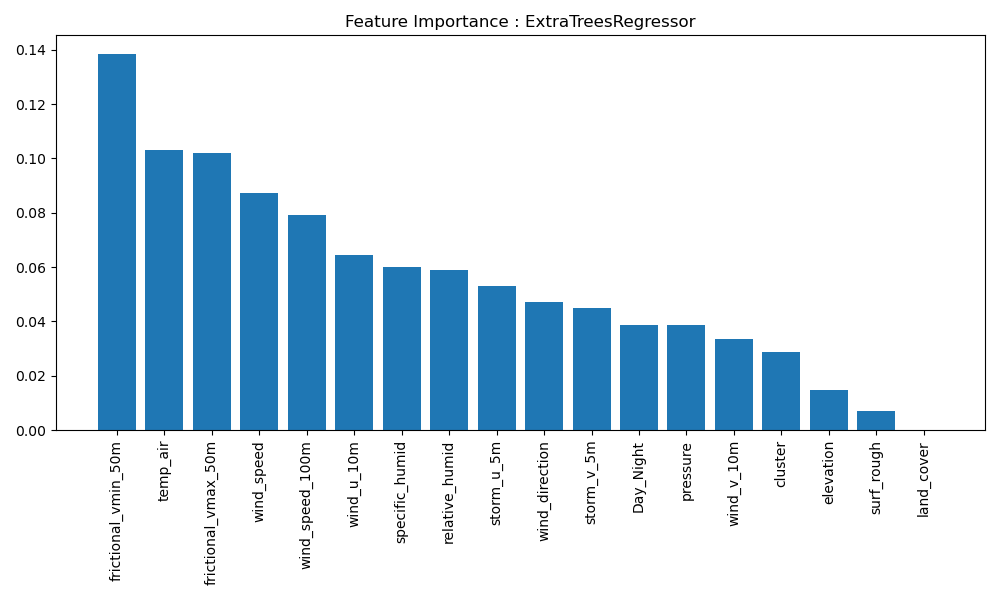 Feature Importance : ExtraTreesRegressor
0.14
0.12
0.10
0.08
0.06
0.04
0.02
0.00
frictional_vmin_50m
temp_air
frictional_vmax_50m
wind_speed
wind_speed_100m
wind_u_10m
specific_humid
relative_humid
storm_u_5m
wind_direction
storm_v_5m
Day_Night
pressure
wind_v_10m
cluster
elevation
surf_rough
land_cover